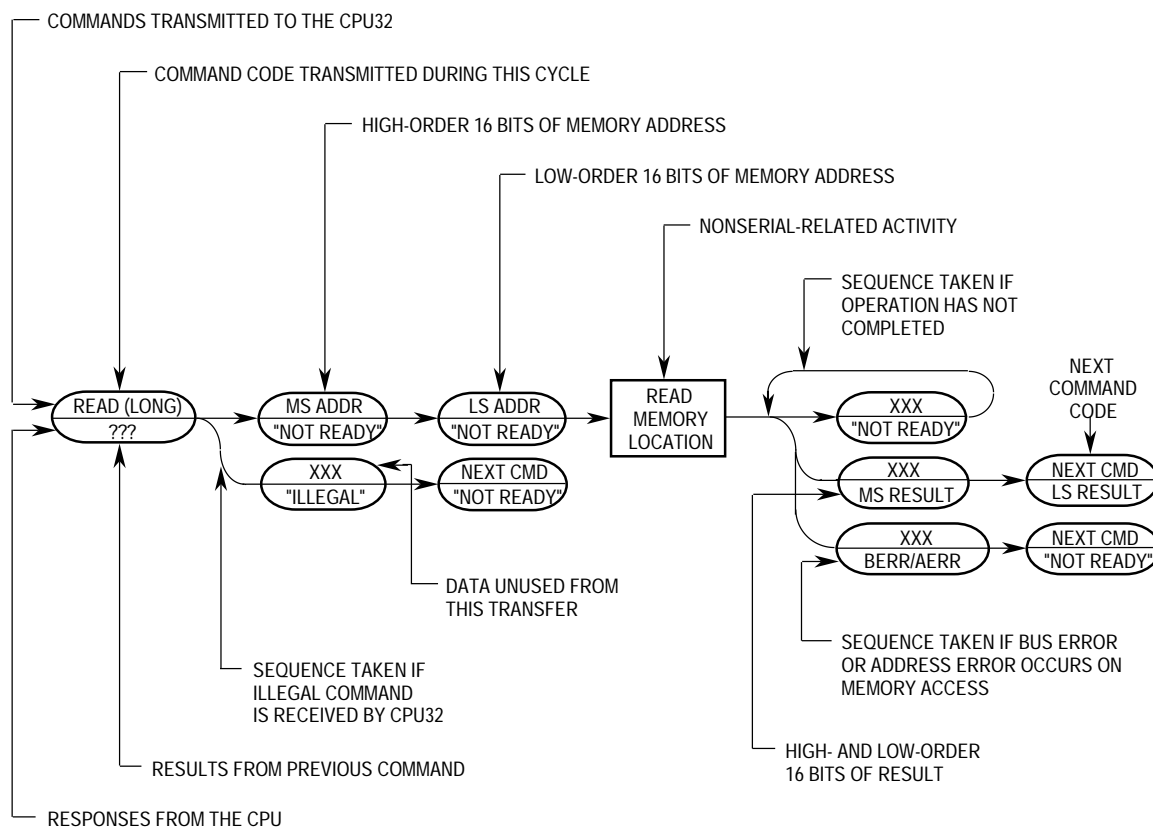 COMMANDS TRANSMITTED TO THE CPU32
COMMAND CODE TRANSMITTED DURING THIS CYCLE
HIGH-ORDER 16 BITS OF MEMORY ADDRESS
LOW-ORDER 16 BITS OF MEMORY ADDRESS
NONSERIAL-RELATED ACTIVITY
SEQUENCE TAKEN IF
OPERATION HAS NOT
COMPLETED
NEXT
COMMAND
CODE
READ (LONG)
???
MS ADDR
"NOT READY"
LS ADDR
"NOT READY"
READ
MEMORY
LOCATION
XXX
"NOT READY"
XXX
"ILLEGAL"
NEXT CMD
"NOT READY"
XXX
MS RESULT
NEXT CMD
LS RESULT
XXX
BERR/AERR
NEXT CMD
"NOT READY"
DATA UNUSED FROM
THIS TRANSFER
SEQUENCE TAKEN IF
ILLEGAL COMMAND
IS RECEIVED BY CPU32
SEQUENCE TAKEN IF BUS ERROR
OR ADDRESS ERROR OCCURS ON
MEMORY ACCESS
HIGH- AND LOW-ORDER
16 BITS OF RESULT
RESULTS FROM PREVIOUS COMMAND
RESPONSES FROM THE CPU